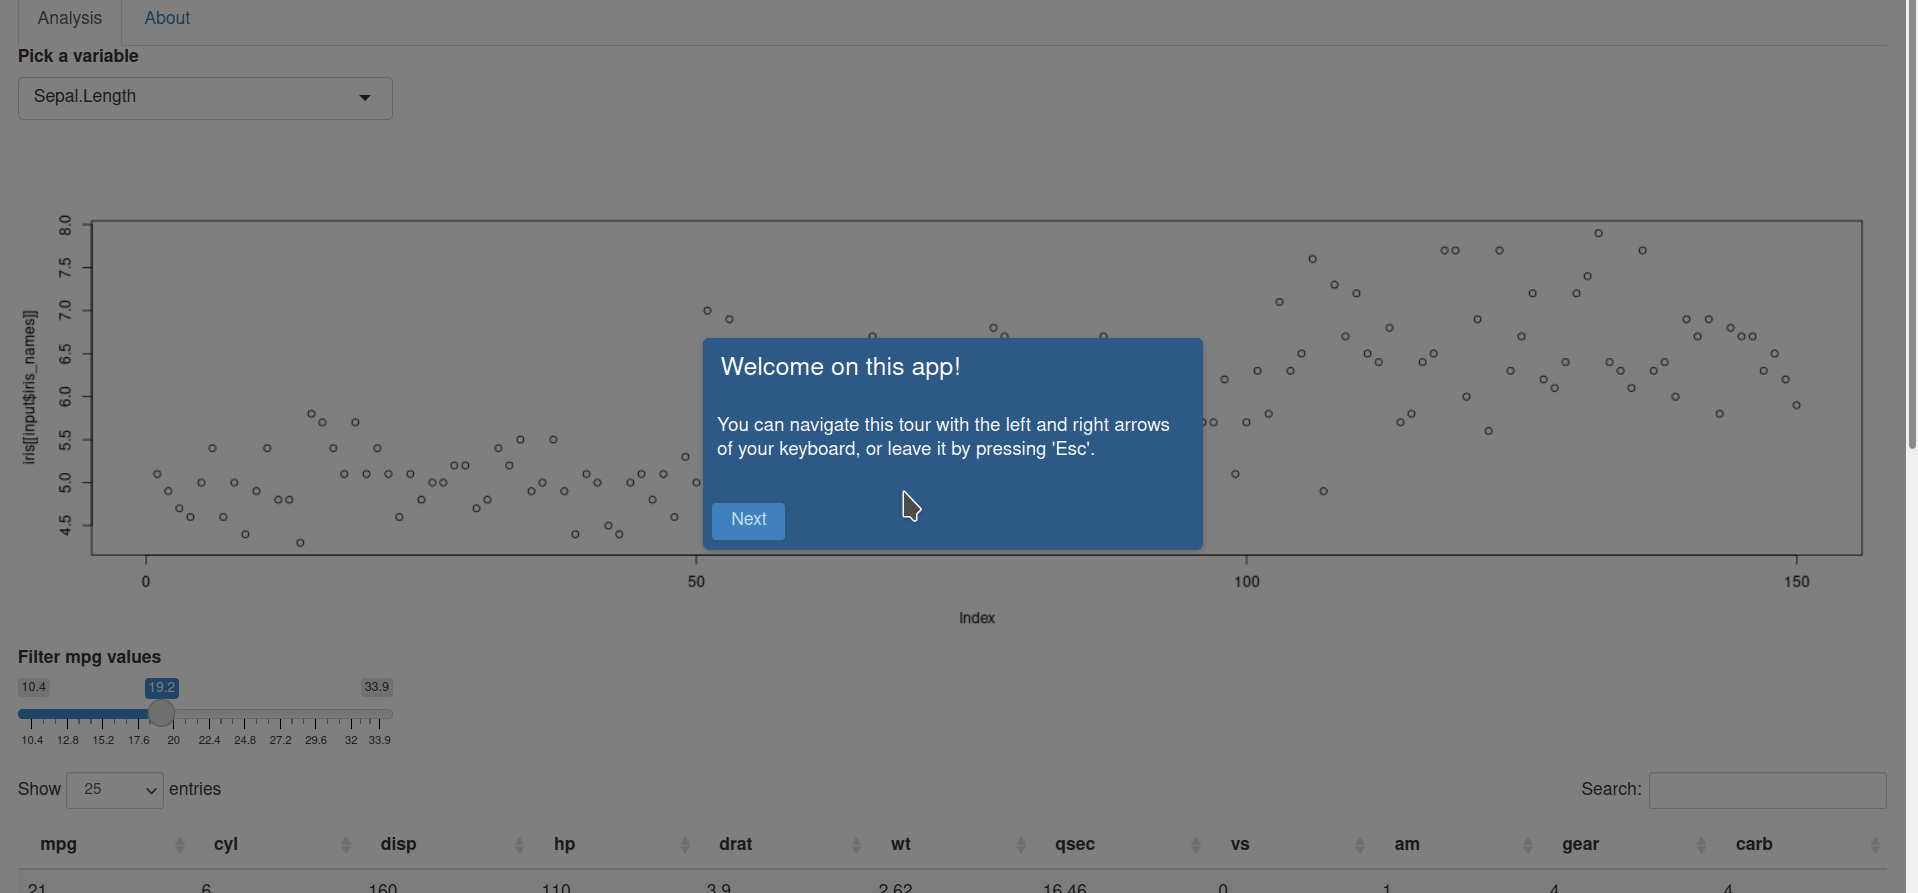 Analysis About
Pick a variable
Sepal.Length
8.0
7.5
7.0
6.5
6.0
5.5
5.0
4.5
iris[[input$iris_names]]
Welcome on this app!
You can navigate this tour with the left and right arrows
of your keyboard, or leave it by pressing 'Esc'.
Next
0 50 100 150
Index
Filter mpg values
10.4 19.2 33.9
10.4 12.8 15.2 17.6 20 22.4 24.8 27.2 29.6 32 33.9
Show 25 entries Search:
mpg cyl disp hp drat wt qsec vs am gear carb
21 6 160 110 3.9 2.62 16.46 0 1 4 4